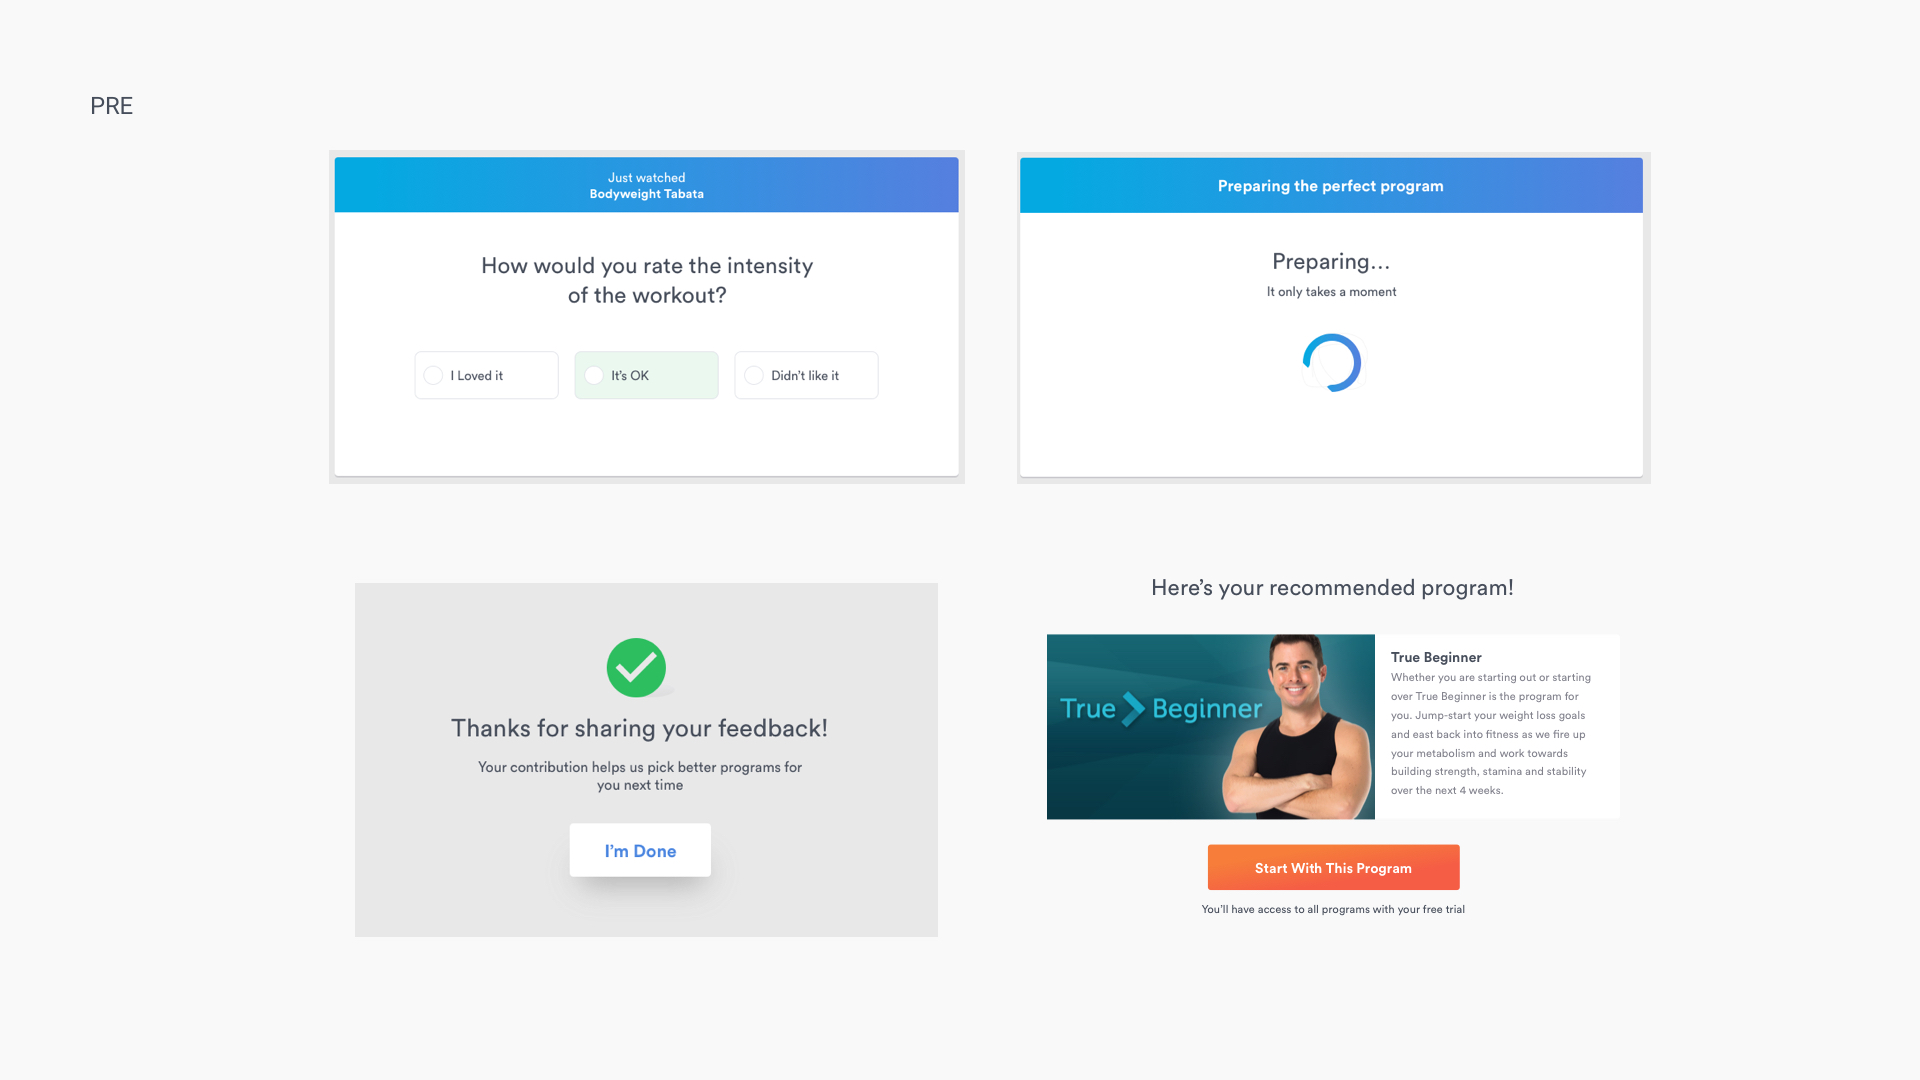 PRE
Just watched
Bodyweight Tabata
How would you rate the intensity
of the workout?
I Loved it
It's OK
Didn't like it
Preparing the perfect program
Preparing...
It only takes a moment
Thanks for sharing your feedback!
Your contribution helps us pick better programs for
you next time
I'm Done
Here's your recommended program!
True Beginner
True Beginner
Whether you are starting out or starting
over True Beginner is the program for
you. Jump-start your weight loss goals
and east back into fitness as we fire up
your metabolism and work towards
building strength, stamina and stability
over the next 4 weeks.
Start With This Program
You'll have access to all programs with your free trial